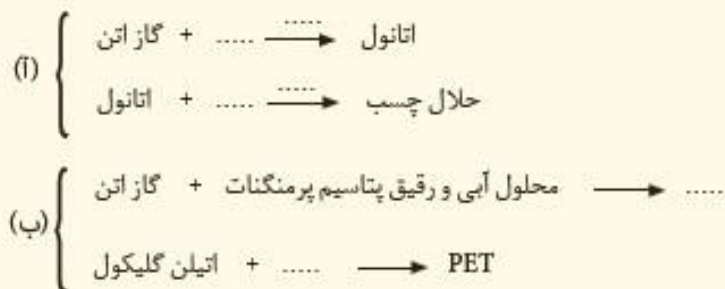 (آ)
گاز اتن + ..... ..... اتانول
اتانول + ..... ..... حلال چسب
(ب)
گاز اتن + محلول آبی و رقیق پتاسیم پرمنگنات .....
اتیلن گلیکول + ..... PET